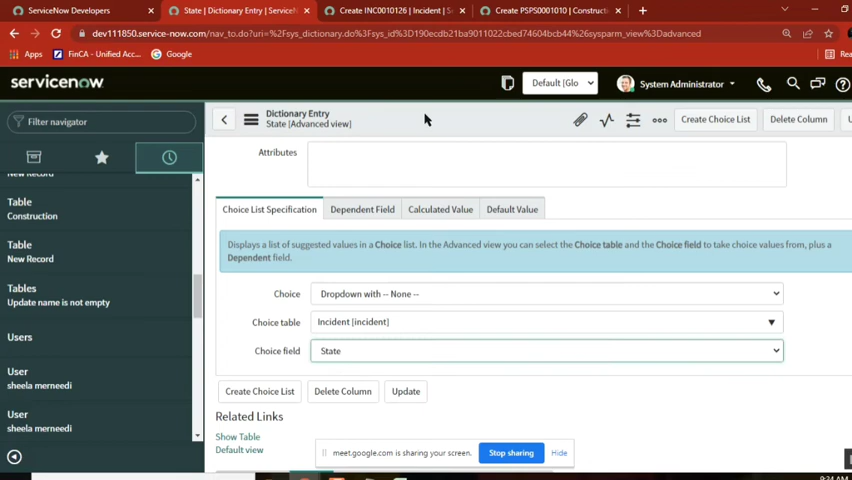 ServiceNow Developers
State | Dictionary Entry | ServiceN
Create INC0010126 | Incident | S
Create PSPS0001010 | Construct
dev111850.service-now.com/nav_to.do?uri=%2Fsys_dictionary.do%3Fsys_id%3D190ecdb21ba9011022cbed74604bcb44%26sysparm_view%3Dadvanced
Apps
FinCA - Unified Acc...
Google
Rea
servicenow
Default |Glo
System Administrator
Filter navigator
Dictionary Entry
State [Advanced view]
Create Choice List
Delete Column
U
New Record
Table
Construction
Table
New Record
Tables
Update name is not empty
Users
User
sheela merneedi
User
sheela merneedi
Attributes
Choice List Specification
Dependent Field
Calculated Value
Default Value
Displays a list of suggested values in a Choice list. In the Advanced view you can select the Choice table and the Choice field to take choice values from, plus a
Dependent field.
Choice
Dropdown with -- None --
Choice table
Incident [incident]
Choice field
State
Create Choice List
Delete Column
Update
Related Links
Show Table
Default view
meet.google.com is sharing your screen.
Stop sharing
Hide
9:34 AM